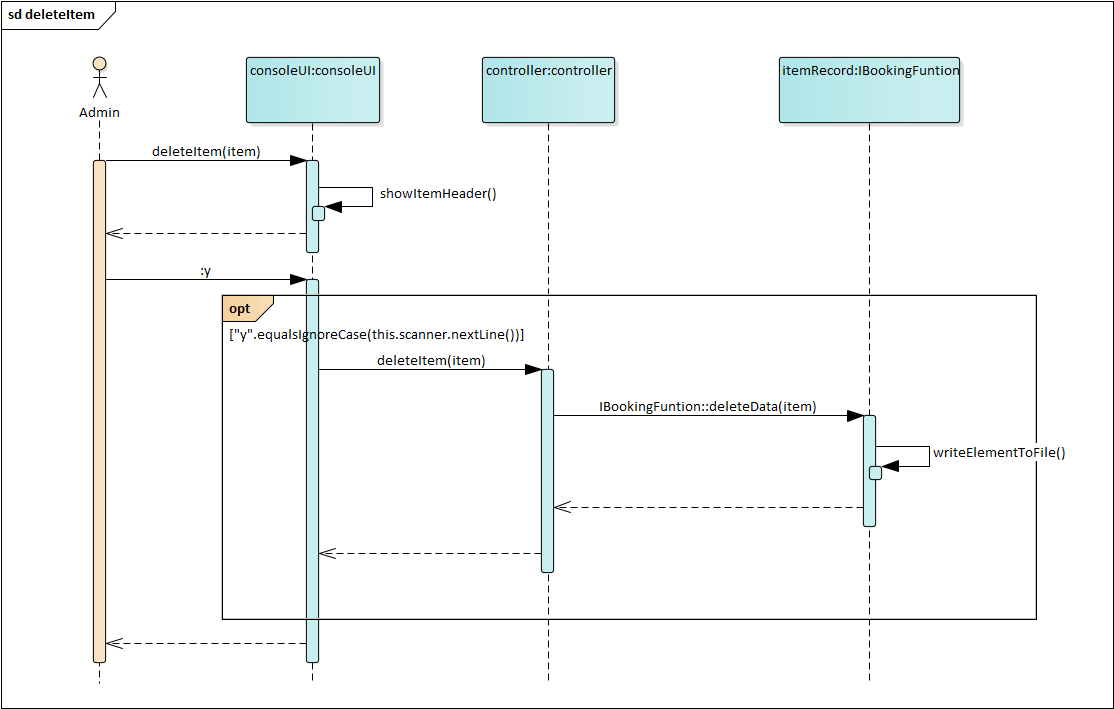 sd deleteItem
Admin
consoleUI:consoleUI
controller:controller
itemRecord:IBookingFuntion
deleteItem(item)
showItemHeader()
:y
opt
["y".equalsIgnoreCase(this.scanner.nextLine())]
deleteItem(item)
IBookingFuntion::deleteData(item)
writeElementToFile()